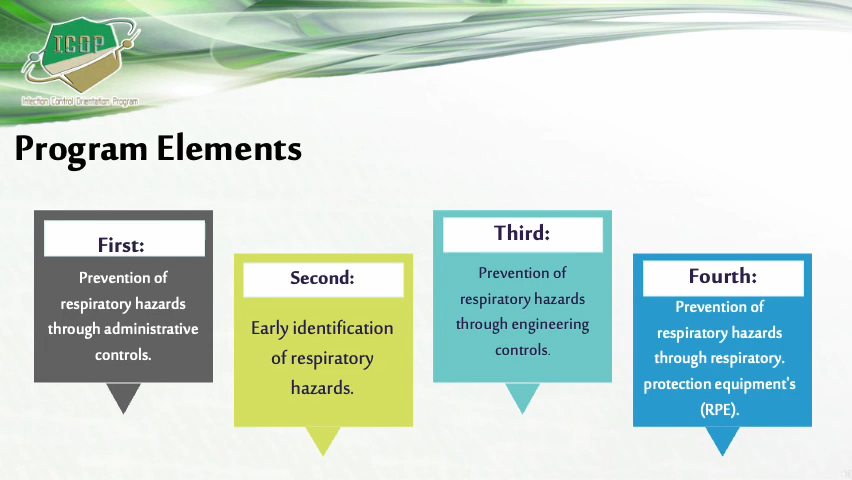 ICOP
Infection Control Orientation Program
Program Elements
First:
Prevention of
respiratory hazards
through administrative
controls.
Second:
Early identification
of respiratory
hazards.
Third:
Prevention of
respiratory hazards
through engineering
controls.
Fourth:
Prevention of
respiratory hazards
through respiratory.
protection equipment's
(RPE).